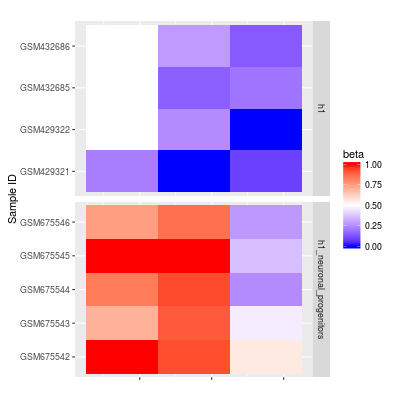 GSM432686
GSM432685
GSM429322
GSM429321
h1
GSM675546
GSM675545
GSM675544
GSM675543
GSM675542
h1_neuronal_progenitors
Sample ID
beta
1.00
0.75
0.50
0.25
0.00